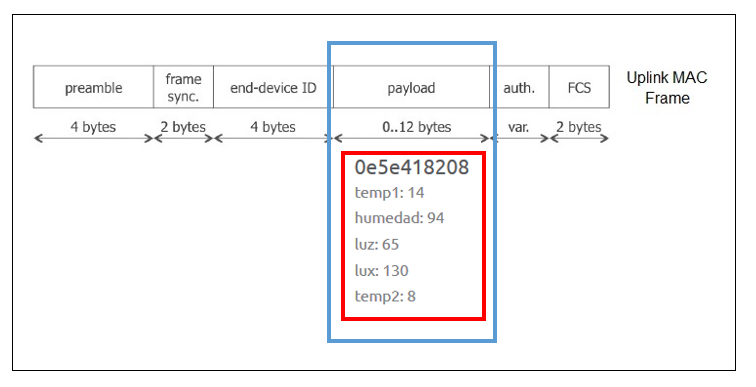 preamble
frame
sync.
end-device ID
payload
auth.
FCS
Uplink MAC
Frame
4 bytes
2 bytes
4 bytes
0..12 bytes
var.
2 bytes
0e5e418208
temp1: 14
humedad: 94
luz: 65
lux: 130
temp2: 8